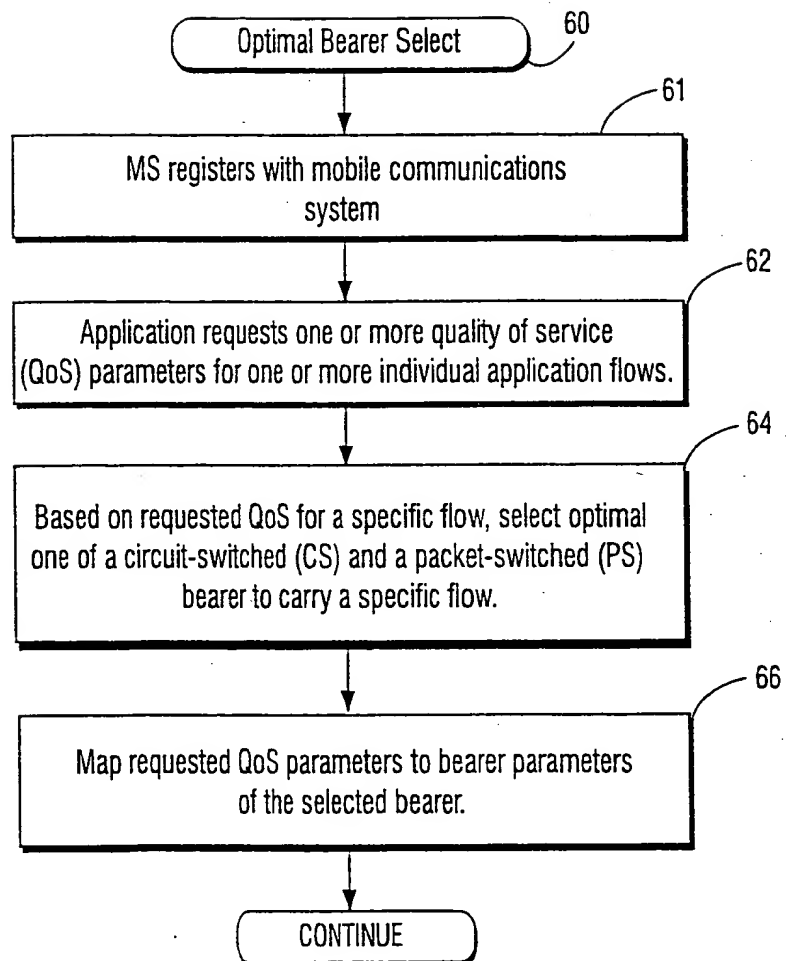 Optimal Bearer Select
60
61
MS registers with mobile communications
system
62
Application requests one or more quality of service
(QoS) parameters for one or more individual application flows.
64
Based on requested QoS for a specific flow, select optimal
one of a circuit-switched (CS) and a packet-switched (PS)
bearer to carry a specific flow.
66
Map requested QoS parameters to bearer parameters
of the selected bearer.
CONTINUE